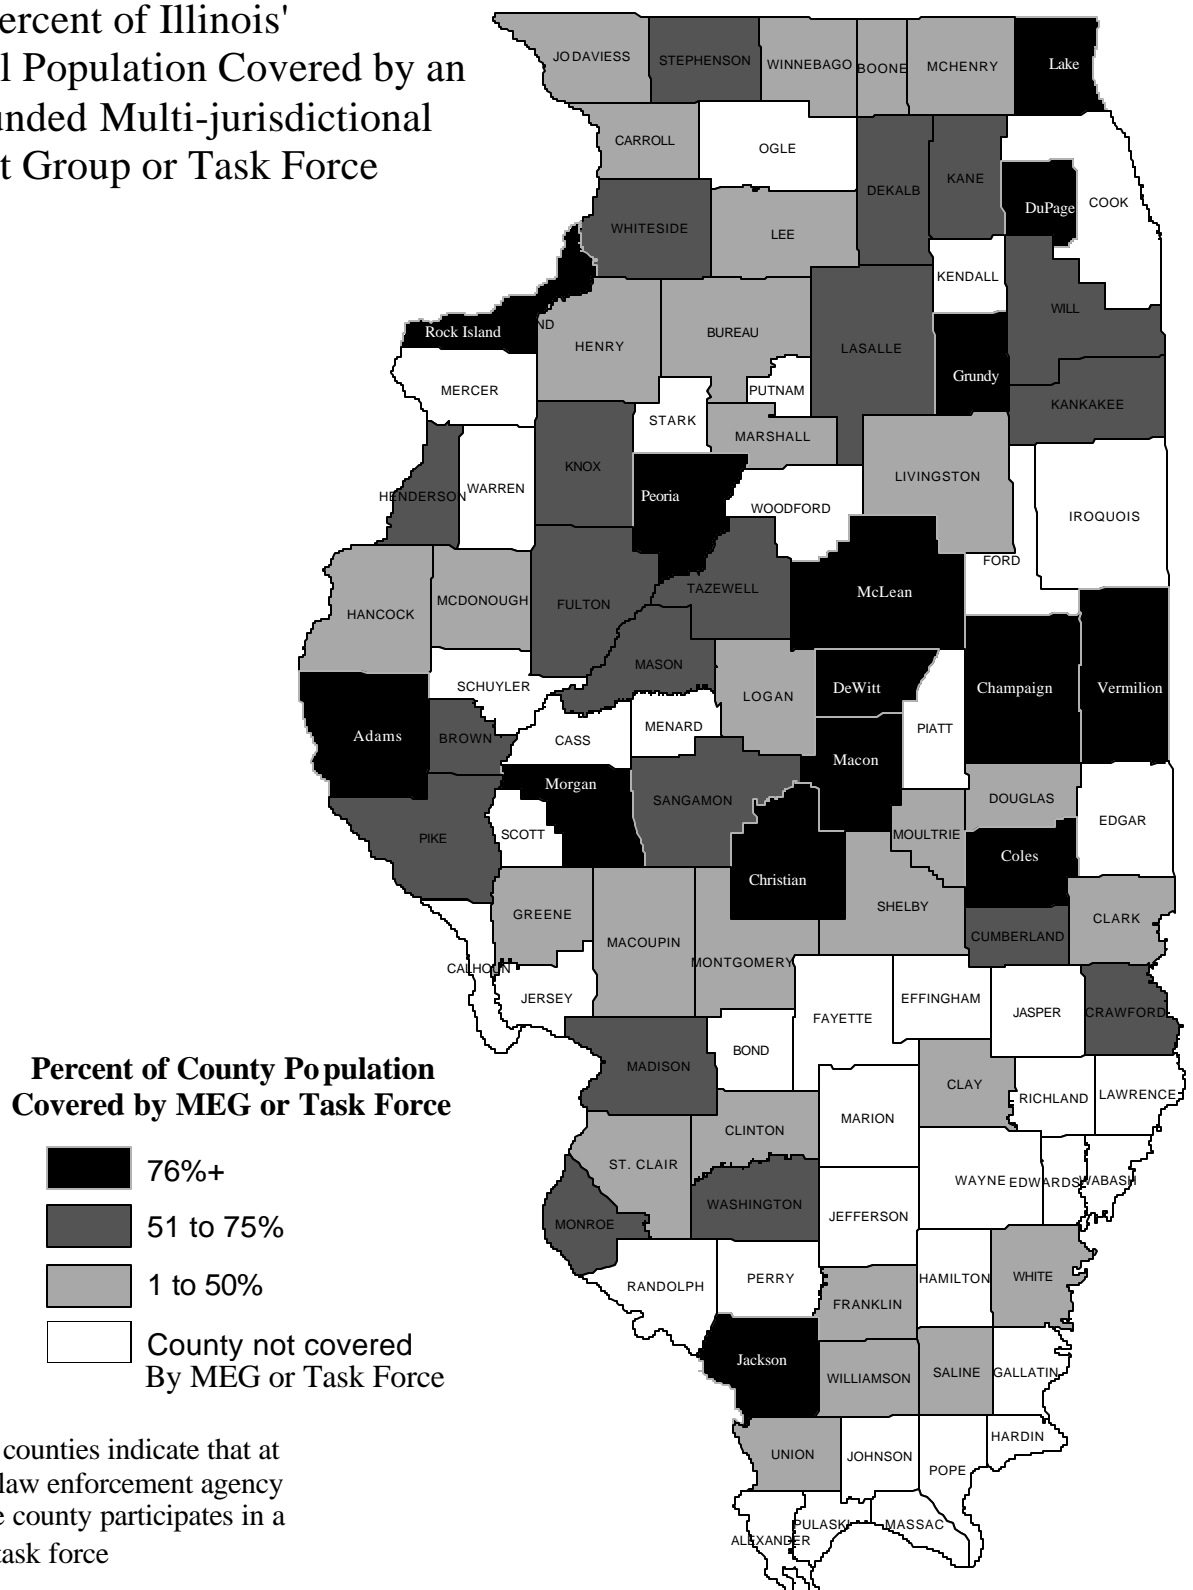 ercent of Illinois'
l Population Covered by an
unded Multi-jurisdictional
t Group or Task Force
JO DAVIESS
STEPHENSON
WINNEBAGO
BOONE
MCHENRY
Lake
CARROLL
OGLE
DEKALB
KANE
DuPage
COOK
WHITESIDE
LEE
KENDALL
WILL
Rock Island
ND
HENRY
BUREAU
LASALLE
Grundy
MERCER
PUTNAM
KANKAKEE
STARK
MARSHALL
KNOX
LIVINGSTON
HENDERSON
WARREN
Peoria
WOODFORD
IROQUOIS
FORD
McLean
TAZEWELL
HANCOCK
MCDONOUGH
FULTON
MASON
SCHUYLER
LOGAN
DeWitt
Champaign
Vermilion
Adams
BROWN
CASS
MENARD
PIATT
Macon
Morgan
SANGAMON
DOUGLAS
EDGAR
PIKE
SCOTT
MOULTRIE
Coles
Christian
GREENE
SHELBY
CLARK
MACOUPIN
CUMBERLAND
CALHOUN
MONTGOMERY
JERSEY
EFFINGHAM
JASPER
CRAWFORD
FAYETTE
BOND
MADISON
CLAY
RICHLAND
LAWRENCE
MARION
CLINTON
ST. CLAIR
WAYNE
EDWARDS
WABASH
WASHINGTON
JEFFERSON
MONROE
RANDOLPH
PERRY
HAMILTON
WHITE
FRANKLIN
Jackson
WILLIAMSON
SALINE
GALLATIN
UNION
JOHNSON
POPE
HARDIN
ALEXANDER
PULASKI
MASSAC
Percent of County Population
Covered by MEG or Task Force
76%+
51 to 75%
1 to 50%
County not covered
By MEG or Task Force
counties indicate that at
law enforcement agency
e county participates in a
task force